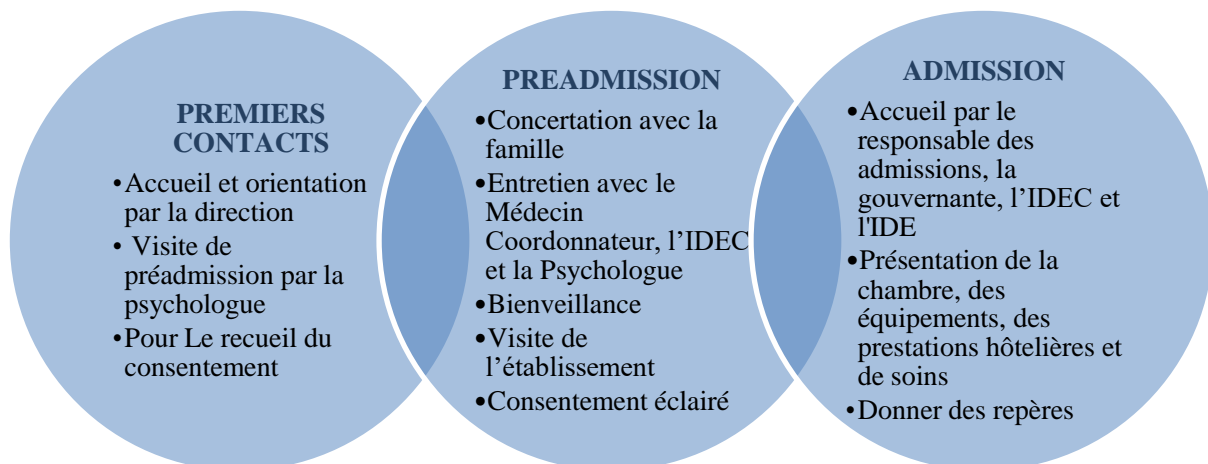 PREMIERS
CONTACTS
•Accueil et orientation
par la direction
• Visite de
préadmission par la
psychologue
•Pour Le recueil du
consentement
PREADMISSION
•Concertation avec la
famille
•Entretien avec le
Médecin
Coordonnateur, l’IDEC
et la Psychologue
•Bienveillance
•Visite de
l’établissement
•Consentement éclairé
ADMISSION
•Accueil par le
responsable des
admissions, la
gouvernante, l’IDEC et
l'IDE
•Présentation de la
chambre, des
équipements, des
prestations hôtelières et
de soins
•Donner des repères